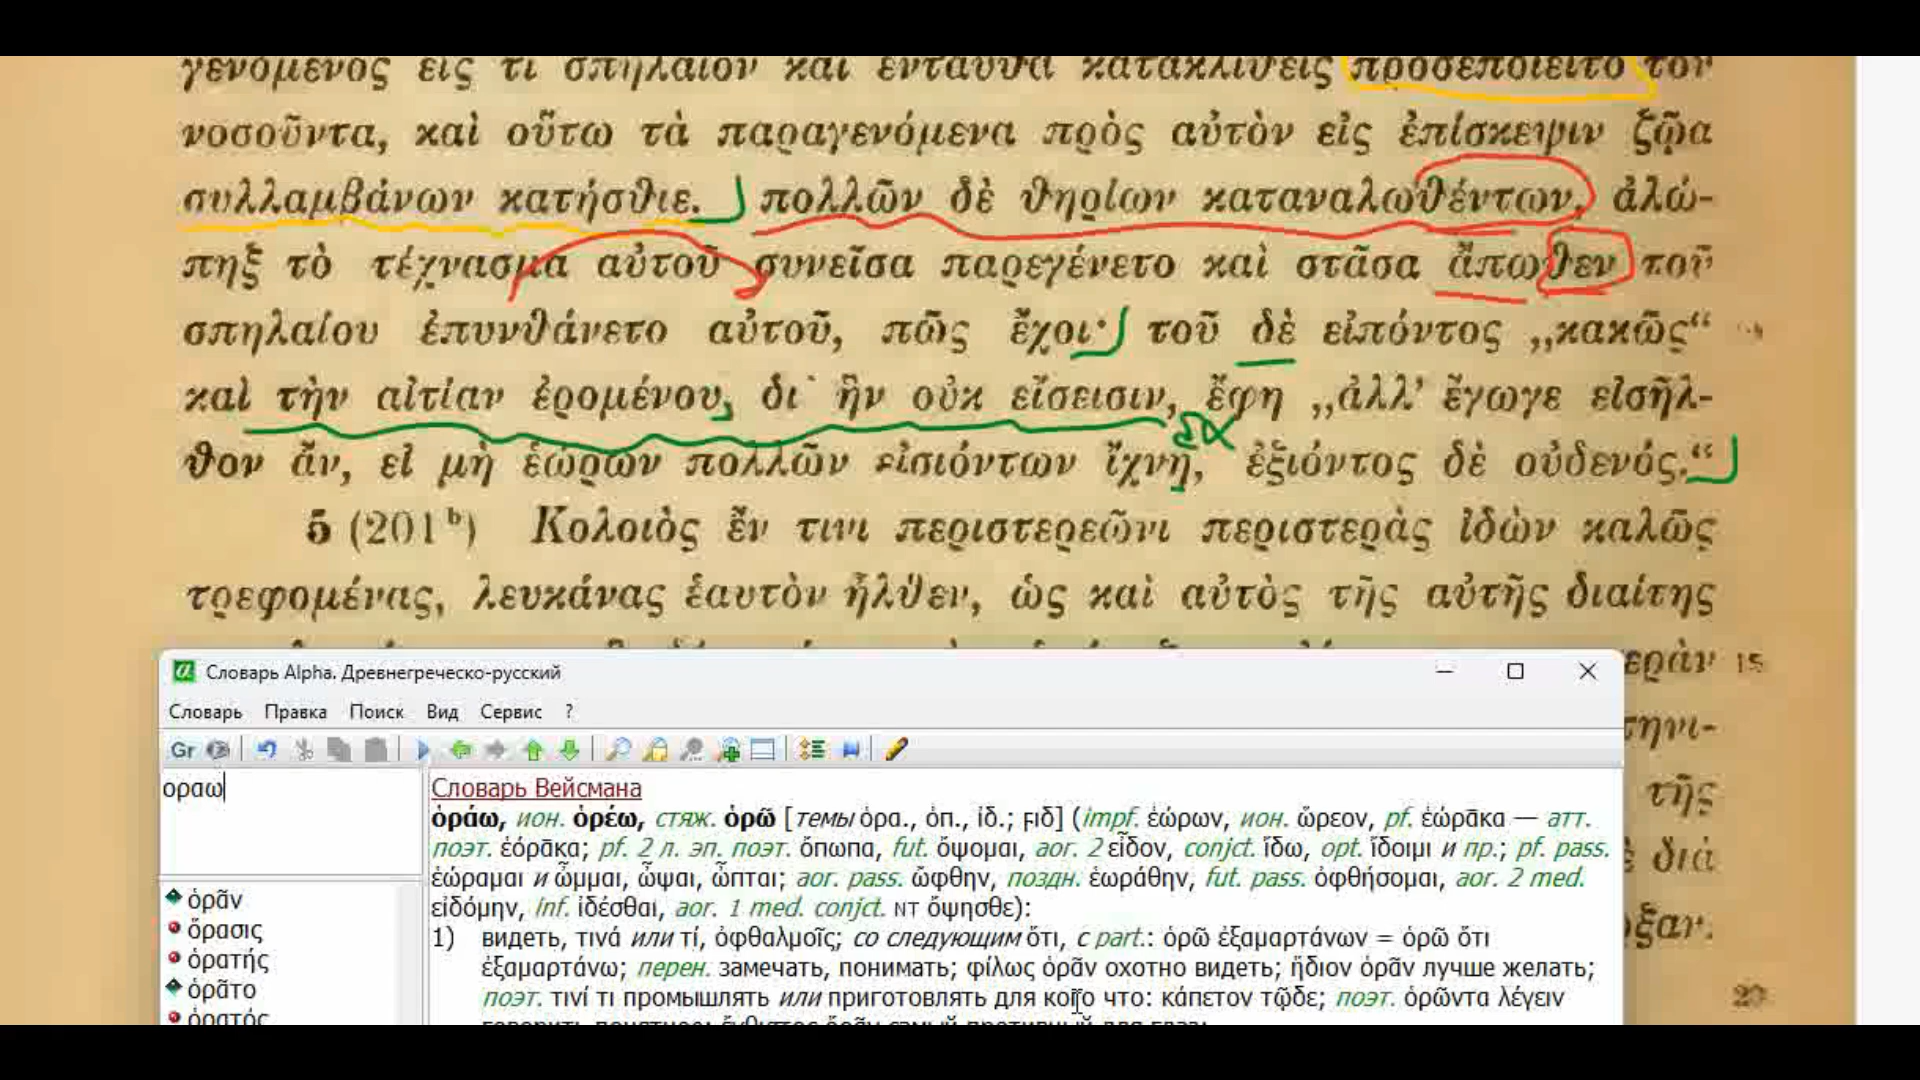 γενόμενος εἴς τι σπήλαιον καὶ ἐνταῦθα κατακλιθεὶς προσεποιεῖτο τὸν
νοσοῦντα, καὶ οὕτω τὰ παραγενόμενα πρὸς αὐτὸν εἰς ἐπίσκεψιν ζῷα
συλλαμβάνων κατήσθιε. πολλῶν δὲ θηρίων καταναλωθέντων, ἀλώ-
πηξ τὸ τέχνασμα αὐτοῦ συνεῖσα παρεγένετο καὶ στᾶσα ἄπωθεν τοῦ
σπηλαίου ἐπυνθάνετο αὐτοῦ, πῶς ἔχοι· τοῦ δὲ εἰπόντος „κακῶς“
καὶ τὴν αἰτίαν ἐρομένου, δι᾽ ἣν οὐκ εἴσεισιν, ἔφη „ἀλλ’ ἔγωγε εἰσῆλ-
θον ἄν, εἰ μὴ ἑώρων πολλῶν εἰσιόντων ἴχνη, ἐξιόντος δὲ οὐδενός.“
5 (201ᵇ) Κολοιὸς ἔν τινι περιστερεῶνι περιστερὰς ἰδὼν καλῶς
τρεφομένας, λευκάνας ἑαυτὸν ἦλθεν, ὡς καὶ αὐτὸς τῆς αὐτῆς διαίτης
εράν 15
τηνι-
τῆς
διὰ
ξαν.
20
Словарь Alpha. Древнегреческо-русский
Словарь Правка Поиск Вид Сервис ?
Gr
οραω
ὁρᾶν
ὅρασις
ὁρατής
ὁρᾶτο
ὁρατός
Словарь Вейсмана
ὁράω, ион. ὁρέω, стяж. ὁρῶ [темы ὁρα., ὀπ., ἰδ.; ϝιδ] (impf. ἑώρων, ион. ὥρεον, pf. ἑώρᾱκα — атт.
поэт. ἑόρᾱκα; pf. 2 л. эп. поэт. ὄπωπα, fut. ὄψομαι, aor. 2 εἶδον, conjct. ἴδω, opt. ἴδοιμι и пр.; pf. pass.
ἑώραμαι и ὦμμαι, ὦψαι, ὦπται; aor. pass. ὤφθην, поздн. ἑωράθην, fut. pass. ὀφθήσομαι, aor. 2 med.
εἰδόμην, inf. ἰδέσθαι, aor. 1 med. conjct. NT ὄψησθε):
1) видеть, τινά или τί, ὀφθαλμοῖς; со следующим ὅτι, с part.: ὁρῶ ἐξαμαρτάνων = ὁρῶ ὅτι
ἐξαμαρτάνω; перен. замечать, понимать; φίλως ὁρᾶν охотно видеть; ἥδιον ὁρᾶν лучше желать;
поэт. τινί τι промышлять или приготовлять для кого что: κάπετον τῷδε; поэт. ὁρῶντα λέγειν